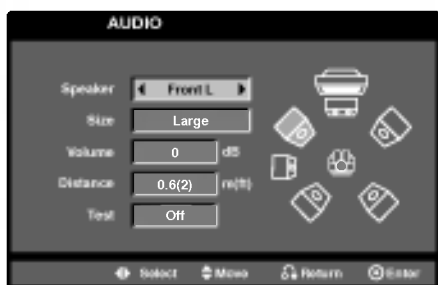 AUDIO
Speaker Front L
Size Large
Volume 0 dB
Distance 0.6(2) m(ft)
Test Off
Select Move Return Enter